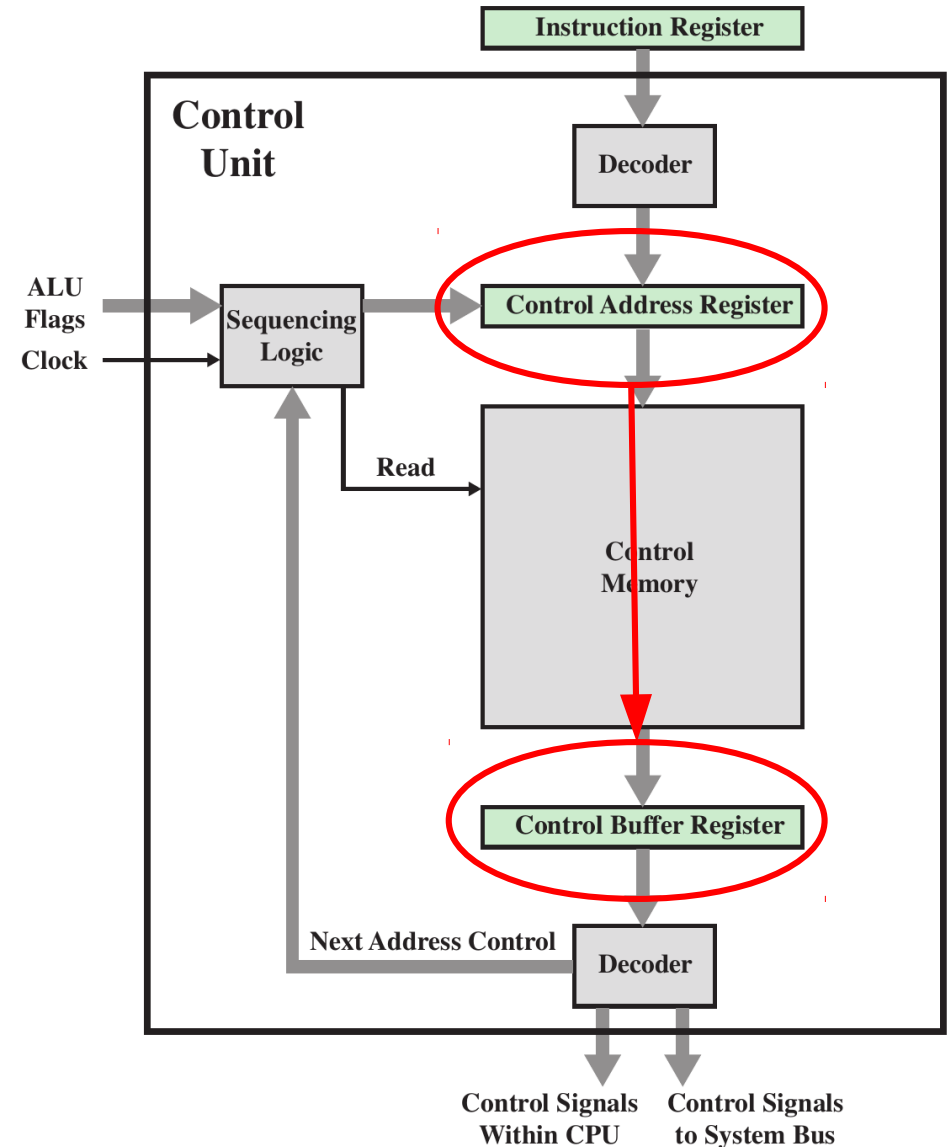 Instruction Register
Control
Unit
Decoder
ALU
Flags
Clock
Sequencing
Logic
Control Address Register
Read
Control
Memory
Control Buffer Register
Next Address Control
Decoder
Control Signals
Within CPU
Control Signals
to System Bus